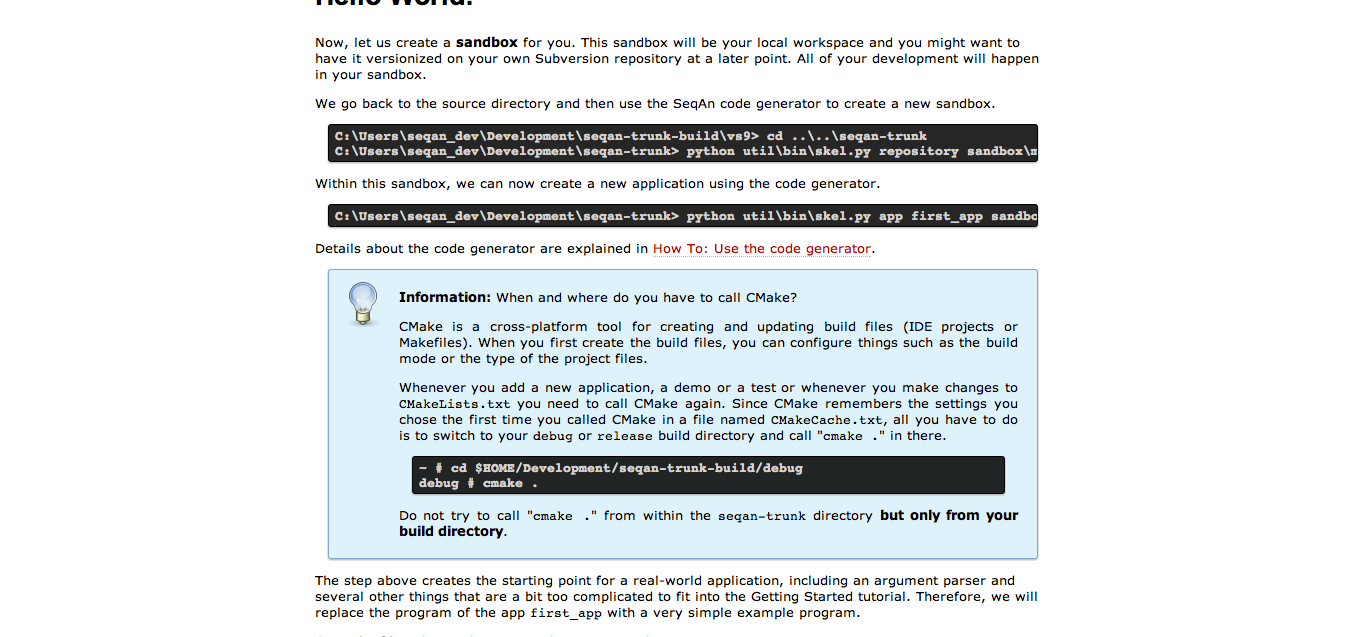 Hello World!
Now, let us create a sandbox for you. This sandbox will be your local workspace and you might want to
have it versionized on your own Subversion repository at a later point. All of your development will happen
in your sandbox.
We go back to the source directory and then use the SeqAn code generator to create a new sandbox.
C:\Users\seqan_dev\Development\seqan-trunk-build\vs9> cd ..\..\seqan-trunk
C:\Users\seqan_dev\Development\seqan-trunk> python util\bin\skel.py repository sandbox\
Within this sandbox, we can now create a new application using the code generator.
C:\Users\seqan_dev\Development\seqan-trunk> python util\bin\skel.py app first_app sandbo
Details about the code generator are explained in How To: Use the code generator.
Information: When and where do you have to call CMake?
CMake is a cross-platform tool for creating and updating build files (IDE projects or
Makefiles). When you first create the build files, you can configure things such as the build
mode or the type of the project files.
Whenever you add a new application, a demo or a test or whenever you make changes to
CMakeLists.txt you need to call CMake again. Since CMake remembers the settings you
chose the first time you called CMake in a file named CMakeCache.txt, all you have to do
is to switch to your debug or release build directory and call "cmake ." in there.
~ # cd $HOME/Development/seqan-trunk-build/debug
debug # cmake .
Do not try to call "cmake ." from within the seqan-trunk directory but only from your
build directory.
The step above creates the starting point for a real-world application, including an argument parser and
several other things that are a bit too complicated to fit into the Getting Started tutorial. Therefore, we will
replace the program of the app first_app with a very simple example program.